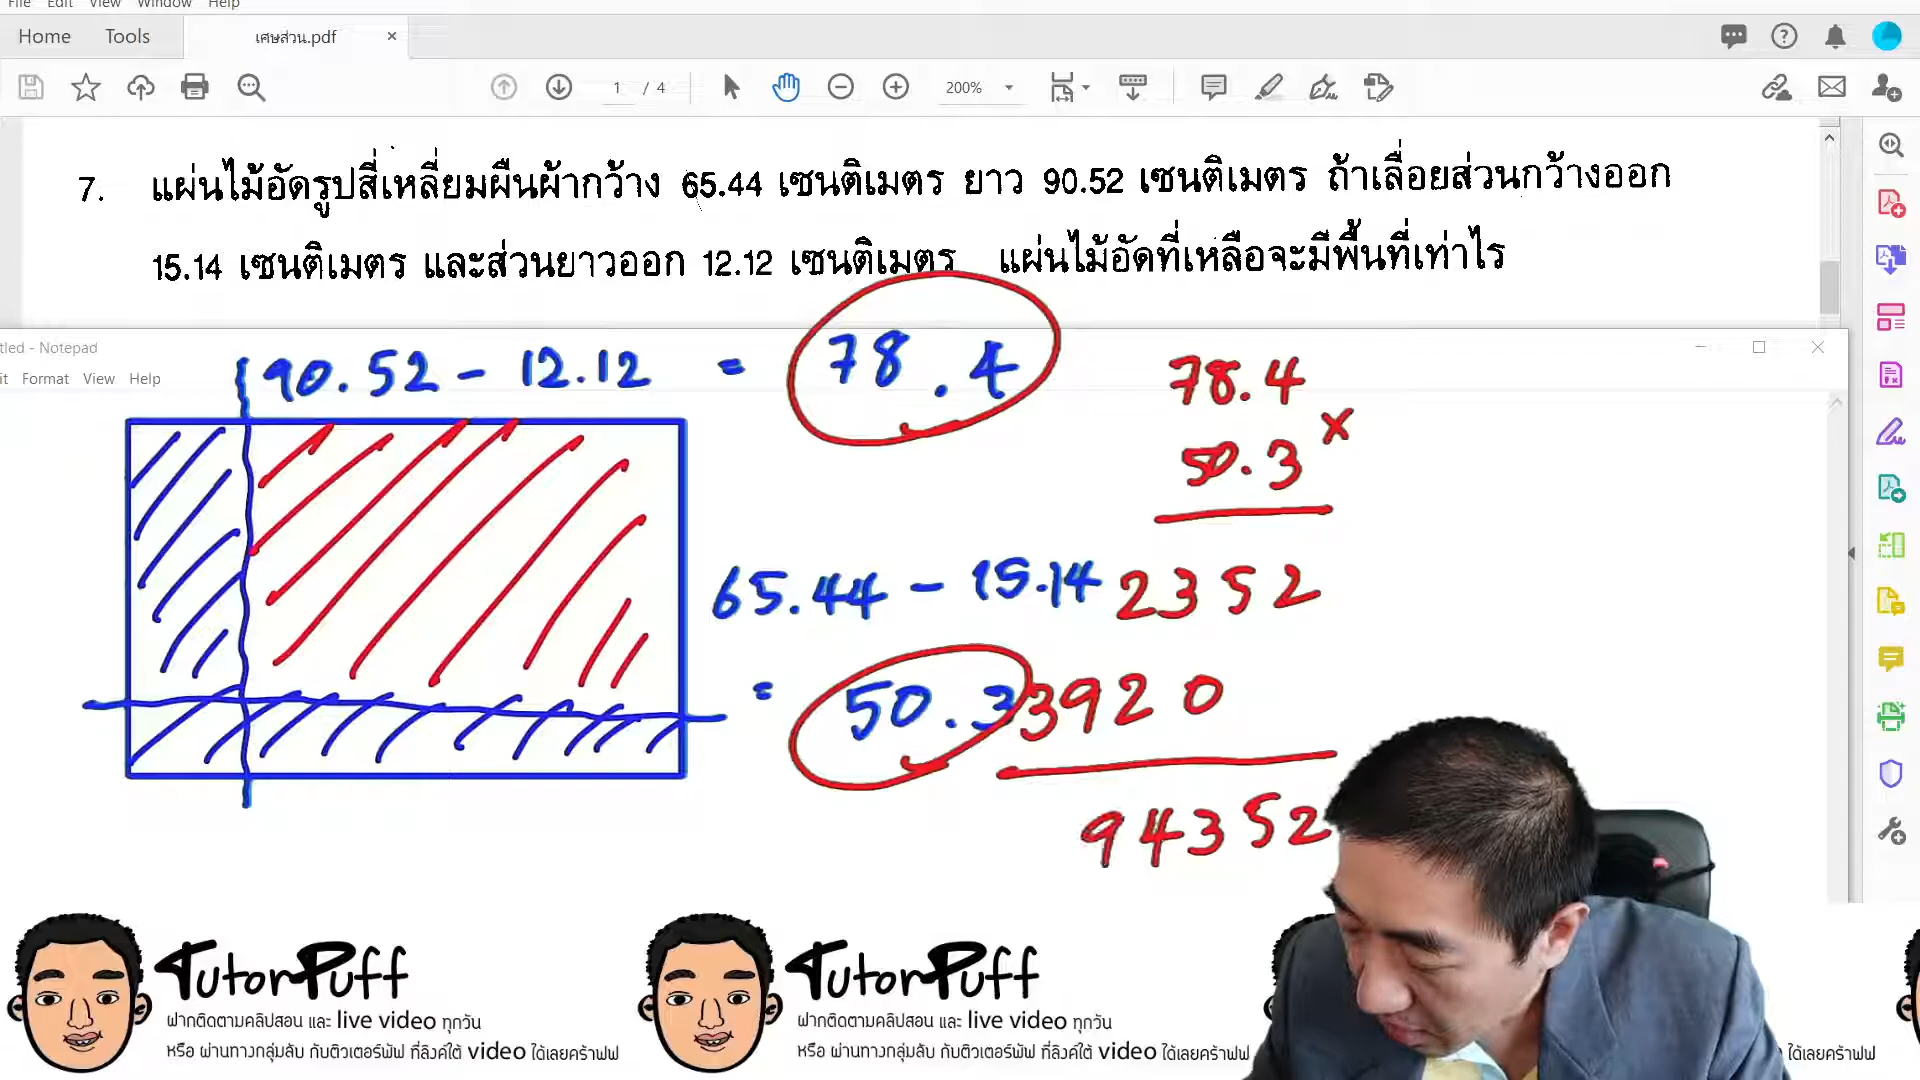 File Edit View Window Help
Home Tools เศษส่วน.pdf ×
1 / 4 200%
7. แผ่นไม้อัดรูปสี่เหลี่ยมผืนผ้ากว้าง 65.44 เซนติเมตร ยาว 90.52 เซนติเมตร ถ้าเลื่อยส่วนกว้างออก
15.14 เซนติเมตร และส่วนยาวออก 12.12 เซนติเมตร แผ่นไม้อัดที่เหลือจะมีพื้นที่เท่าไร
tled - Notepad
it Format View Help
90.52 - 12.12 = 78.4
78.4
×
50.3
65.44 - 15.14
2352
= 50.3
3920
94352
TutorPuff
ฝากติดตามคลิปสอน และ live video ทุกวัน
หรือ ผ่านทางกลุ่มลับ กับติวเตอร์พัฟ ที่ลิงค์ใต้ video ได้เลยคร้าฟฟ
TutorPuff
ฝากติดตามคลิปสอน และ live video ทุกวัน
หรือ ผ่านทางกลุ่มลับ กับติวเตอร์พัฟ ที่ลิงค์ใต้ video ได้เลยคร้าฟฟ
ได้เลยคร้าฟฟ